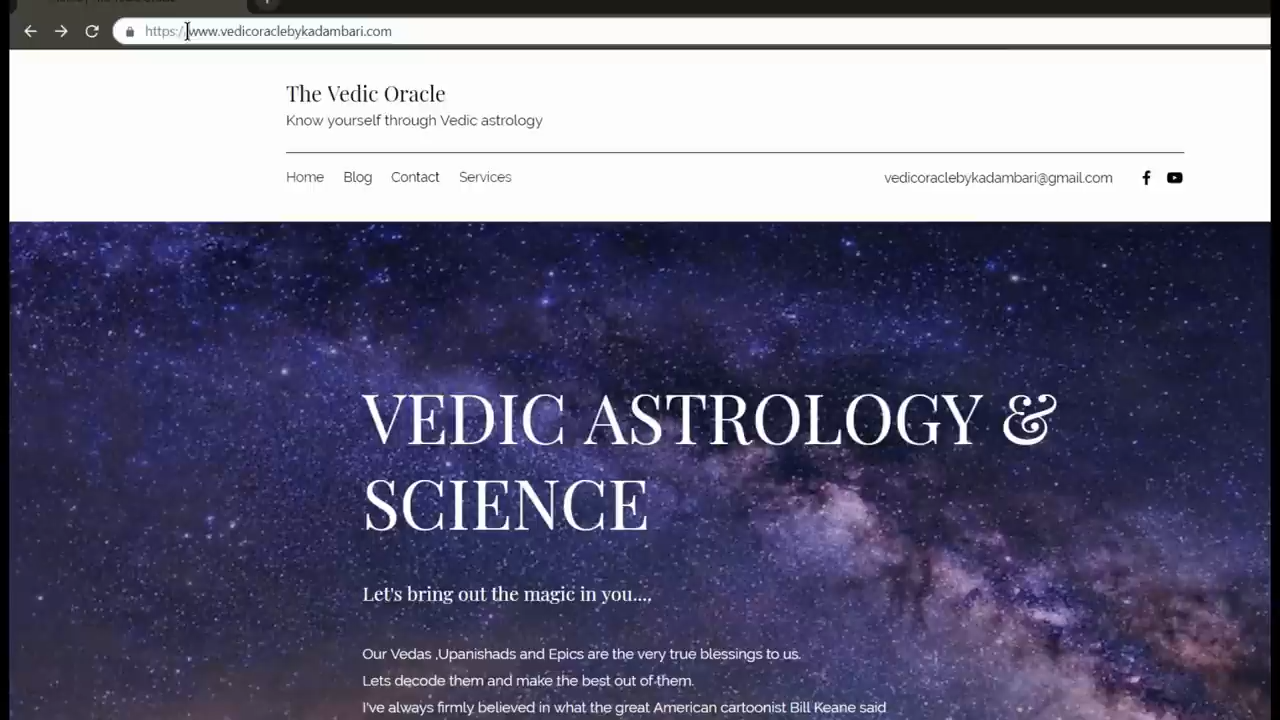 https://www.vedicoraclebykadambari.com
The Vedic Oracle
Know yourself through Vedic astrology
Home Blog Contact Services
vedicoraclebykadambari@gmail.com
VEDIC ASTROLOGY &
SCIENCE
Let's bring out the magic in you....
Our Vedas ,Upanishads and Epics are the very true blessings to us.
Lets decode them and make the best out of them.
I've always firmly believed in what the great American cartoonist Bill Keane said